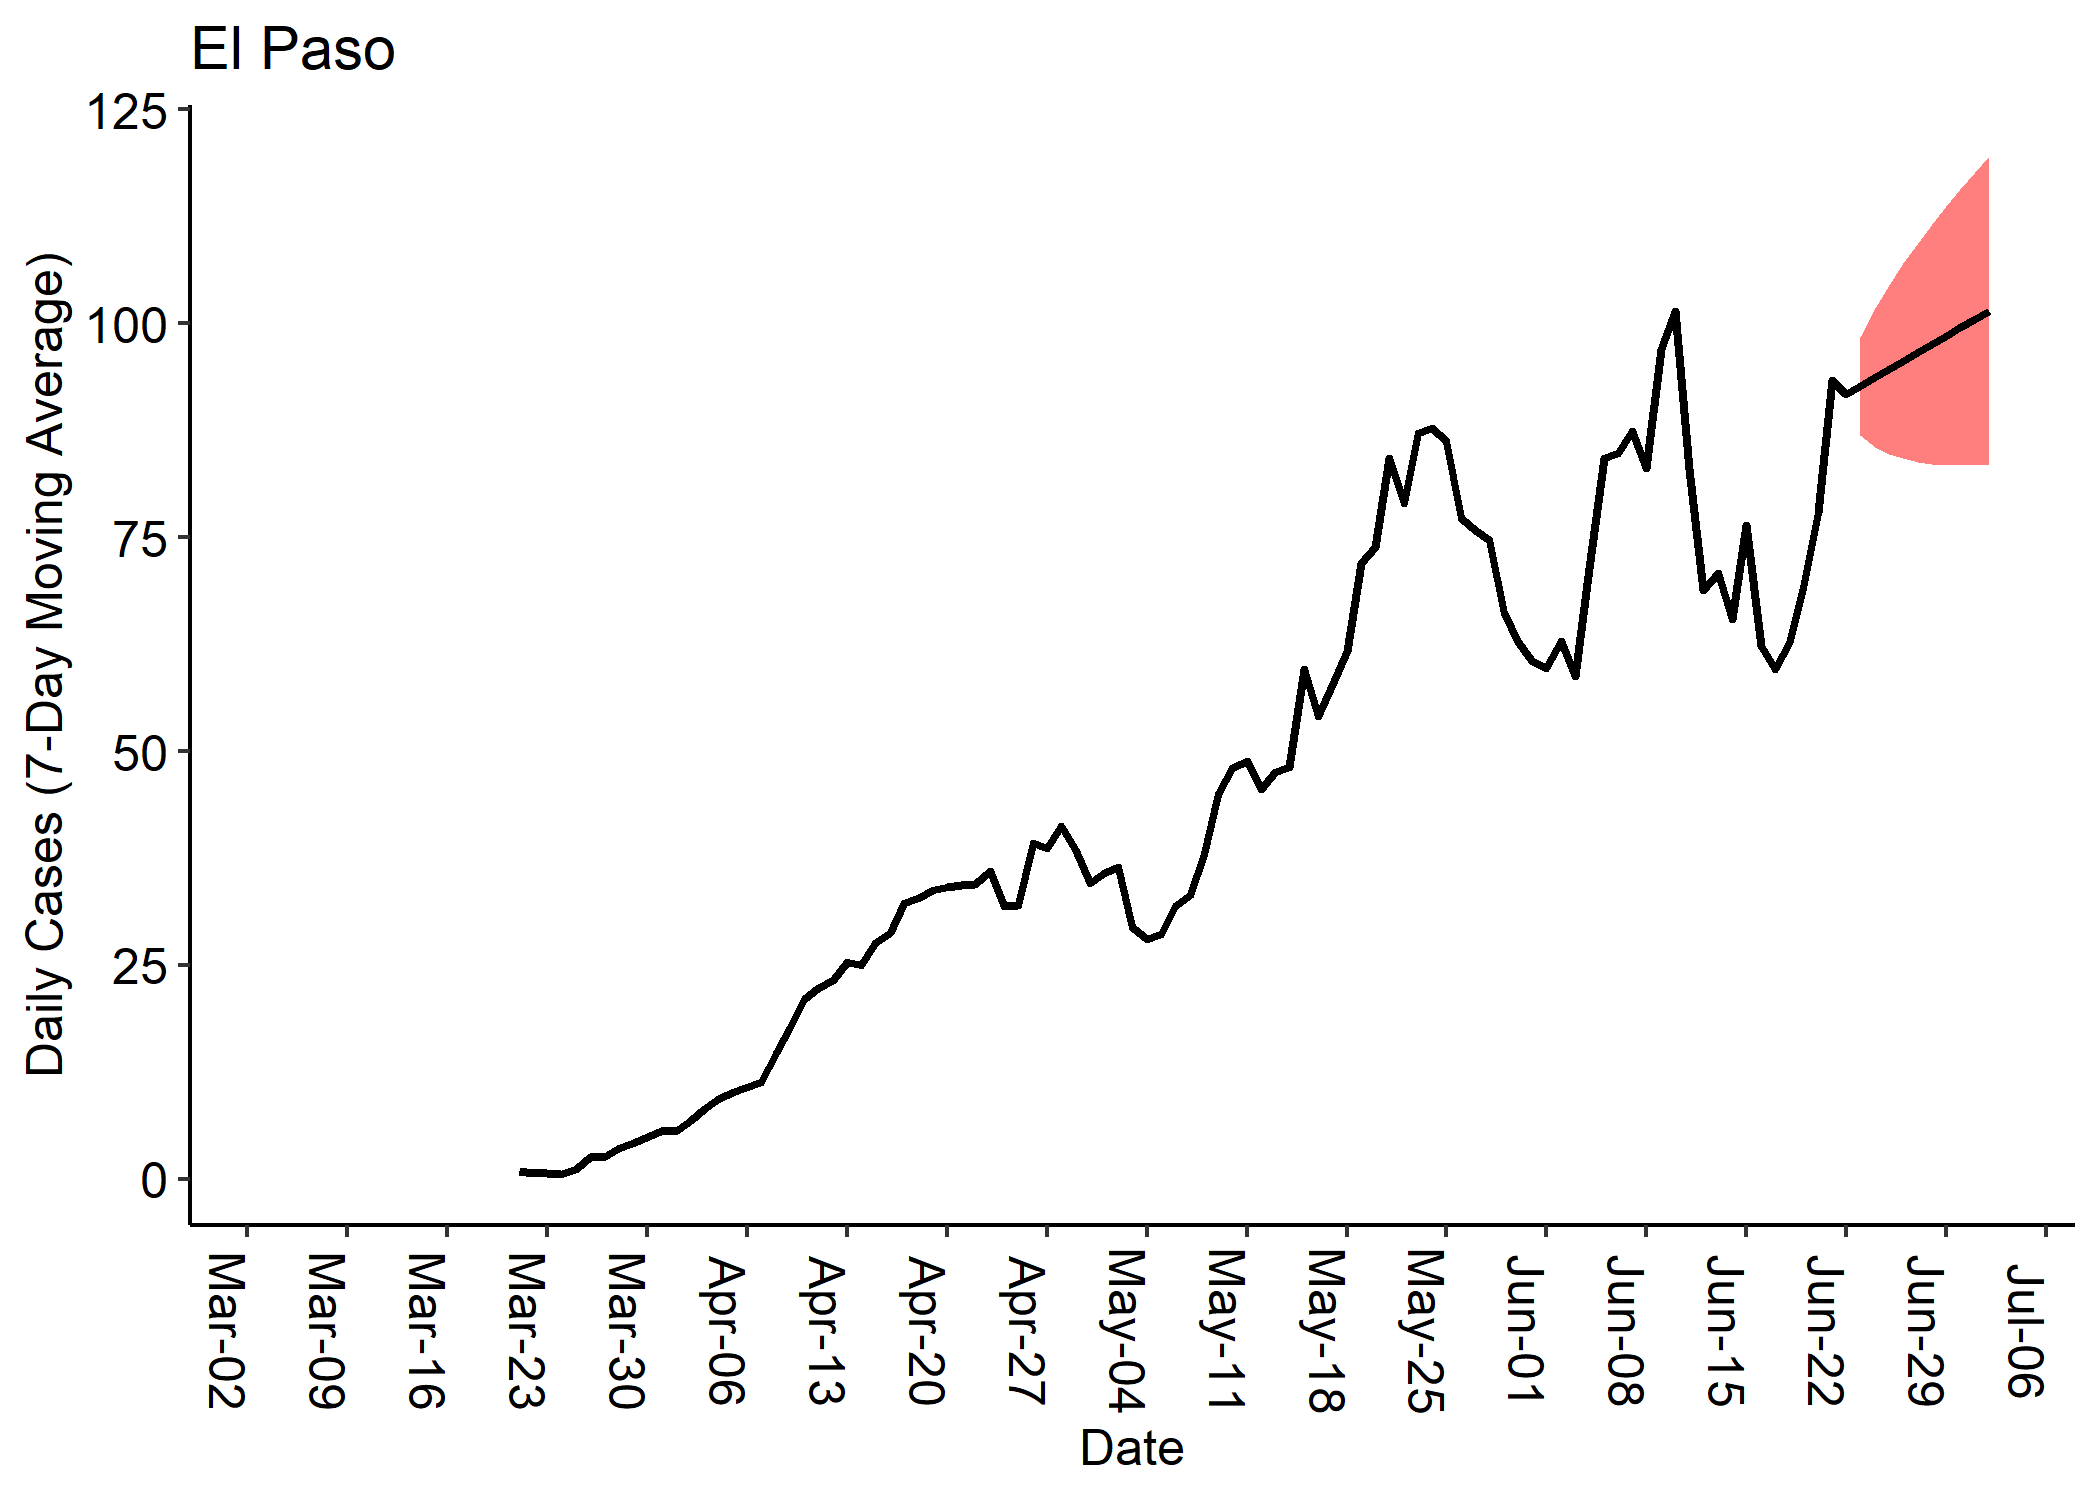 El Paso
125
100
75
50
25
0
Daily Cases (7-Day Moving Average)
Mar-02
Mar-09
Mar-16
Mar-23
Mar-30
Apr-06
Apr-13
Apr-20
Apr-27
May-04
May-11
May-18
May-25
Jun-01
Jun-08
Jun-15
Jun-22
Jun-29
Jul-06
Date